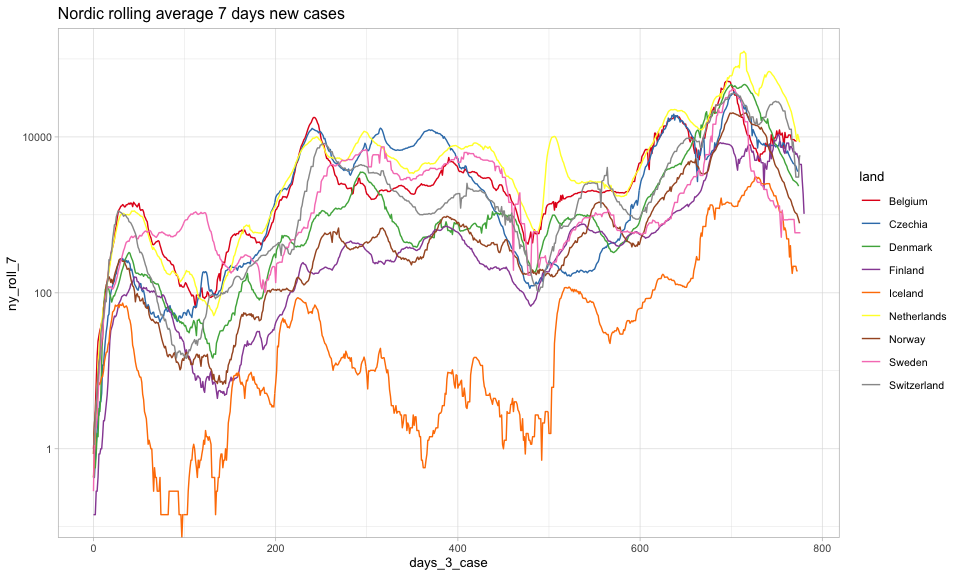 Nordic rolling average 7 days new cases
ny_roll_7
10000
100
1
0
200
400
600
800
days_3_case
land
Belgium
Czechia
Denmark
Finland
Iceland
Netherlands
Norway
Sweden
Switzerland